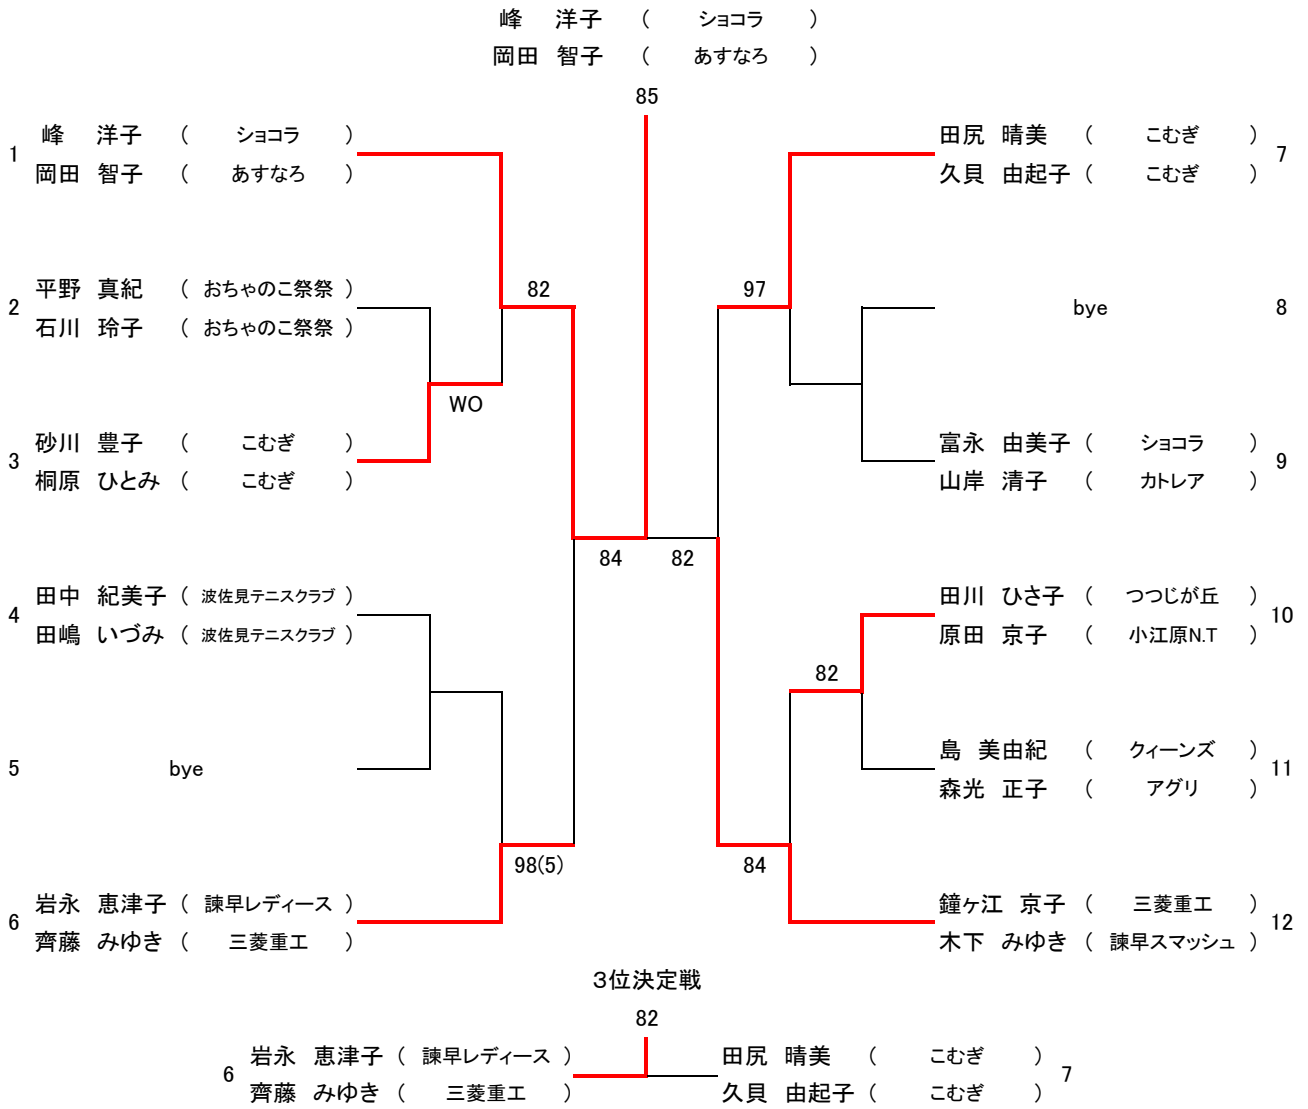 峰　洋子　（　ショコラ　）
岡田　智子　（　あすなろ　）
85
1　峰　洋子　（　ショコラ　）
岡田　智子　（　あすなろ　）
田尻　晴美　（　こむぎ　）　7
久貝　由起子　（　こむぎ　）
2　平野　真紀　（　おちゃのこ祭祭　）
石川　玲子　（　おちゃのこ祭祭　）
82
97
bye　8
WO
3　砂川　豊子　（　こむぎ　）
桐原　ひとみ　（　こむぎ　）
富永　由美子　（　ショコラ　）　9
山岸　清子　（　カトレア　）
84　82
4　田中　紀美子　（　波佐見テニスクラブ　）
田嶋　いづみ　（　波佐見テニスクラブ　）
田川　ひさ子　（　つつじが丘　）　10
原田　京子　（　小江原N.T　）
82
5　bye
島　美由紀　（　クィーンズ　）　11
森光　正子　（　アグリ　）
98(5)
84
6　岩永　恵津子　（　諫早レディース　）
齊藤　みゆき　（　三菱重工　）
鐘ヶ江　京子　（　三菱重工　）　12
木下　みゆき　（　諫早スマッシュ　）
３位決定戦
82
6　岩永　恵津子　（　諫早レディース　）
齊藤　みゆき　（　三菱重工　）
田尻　晴美　（　こむぎ　）　7
久貝　由起子　（　こむぎ　）